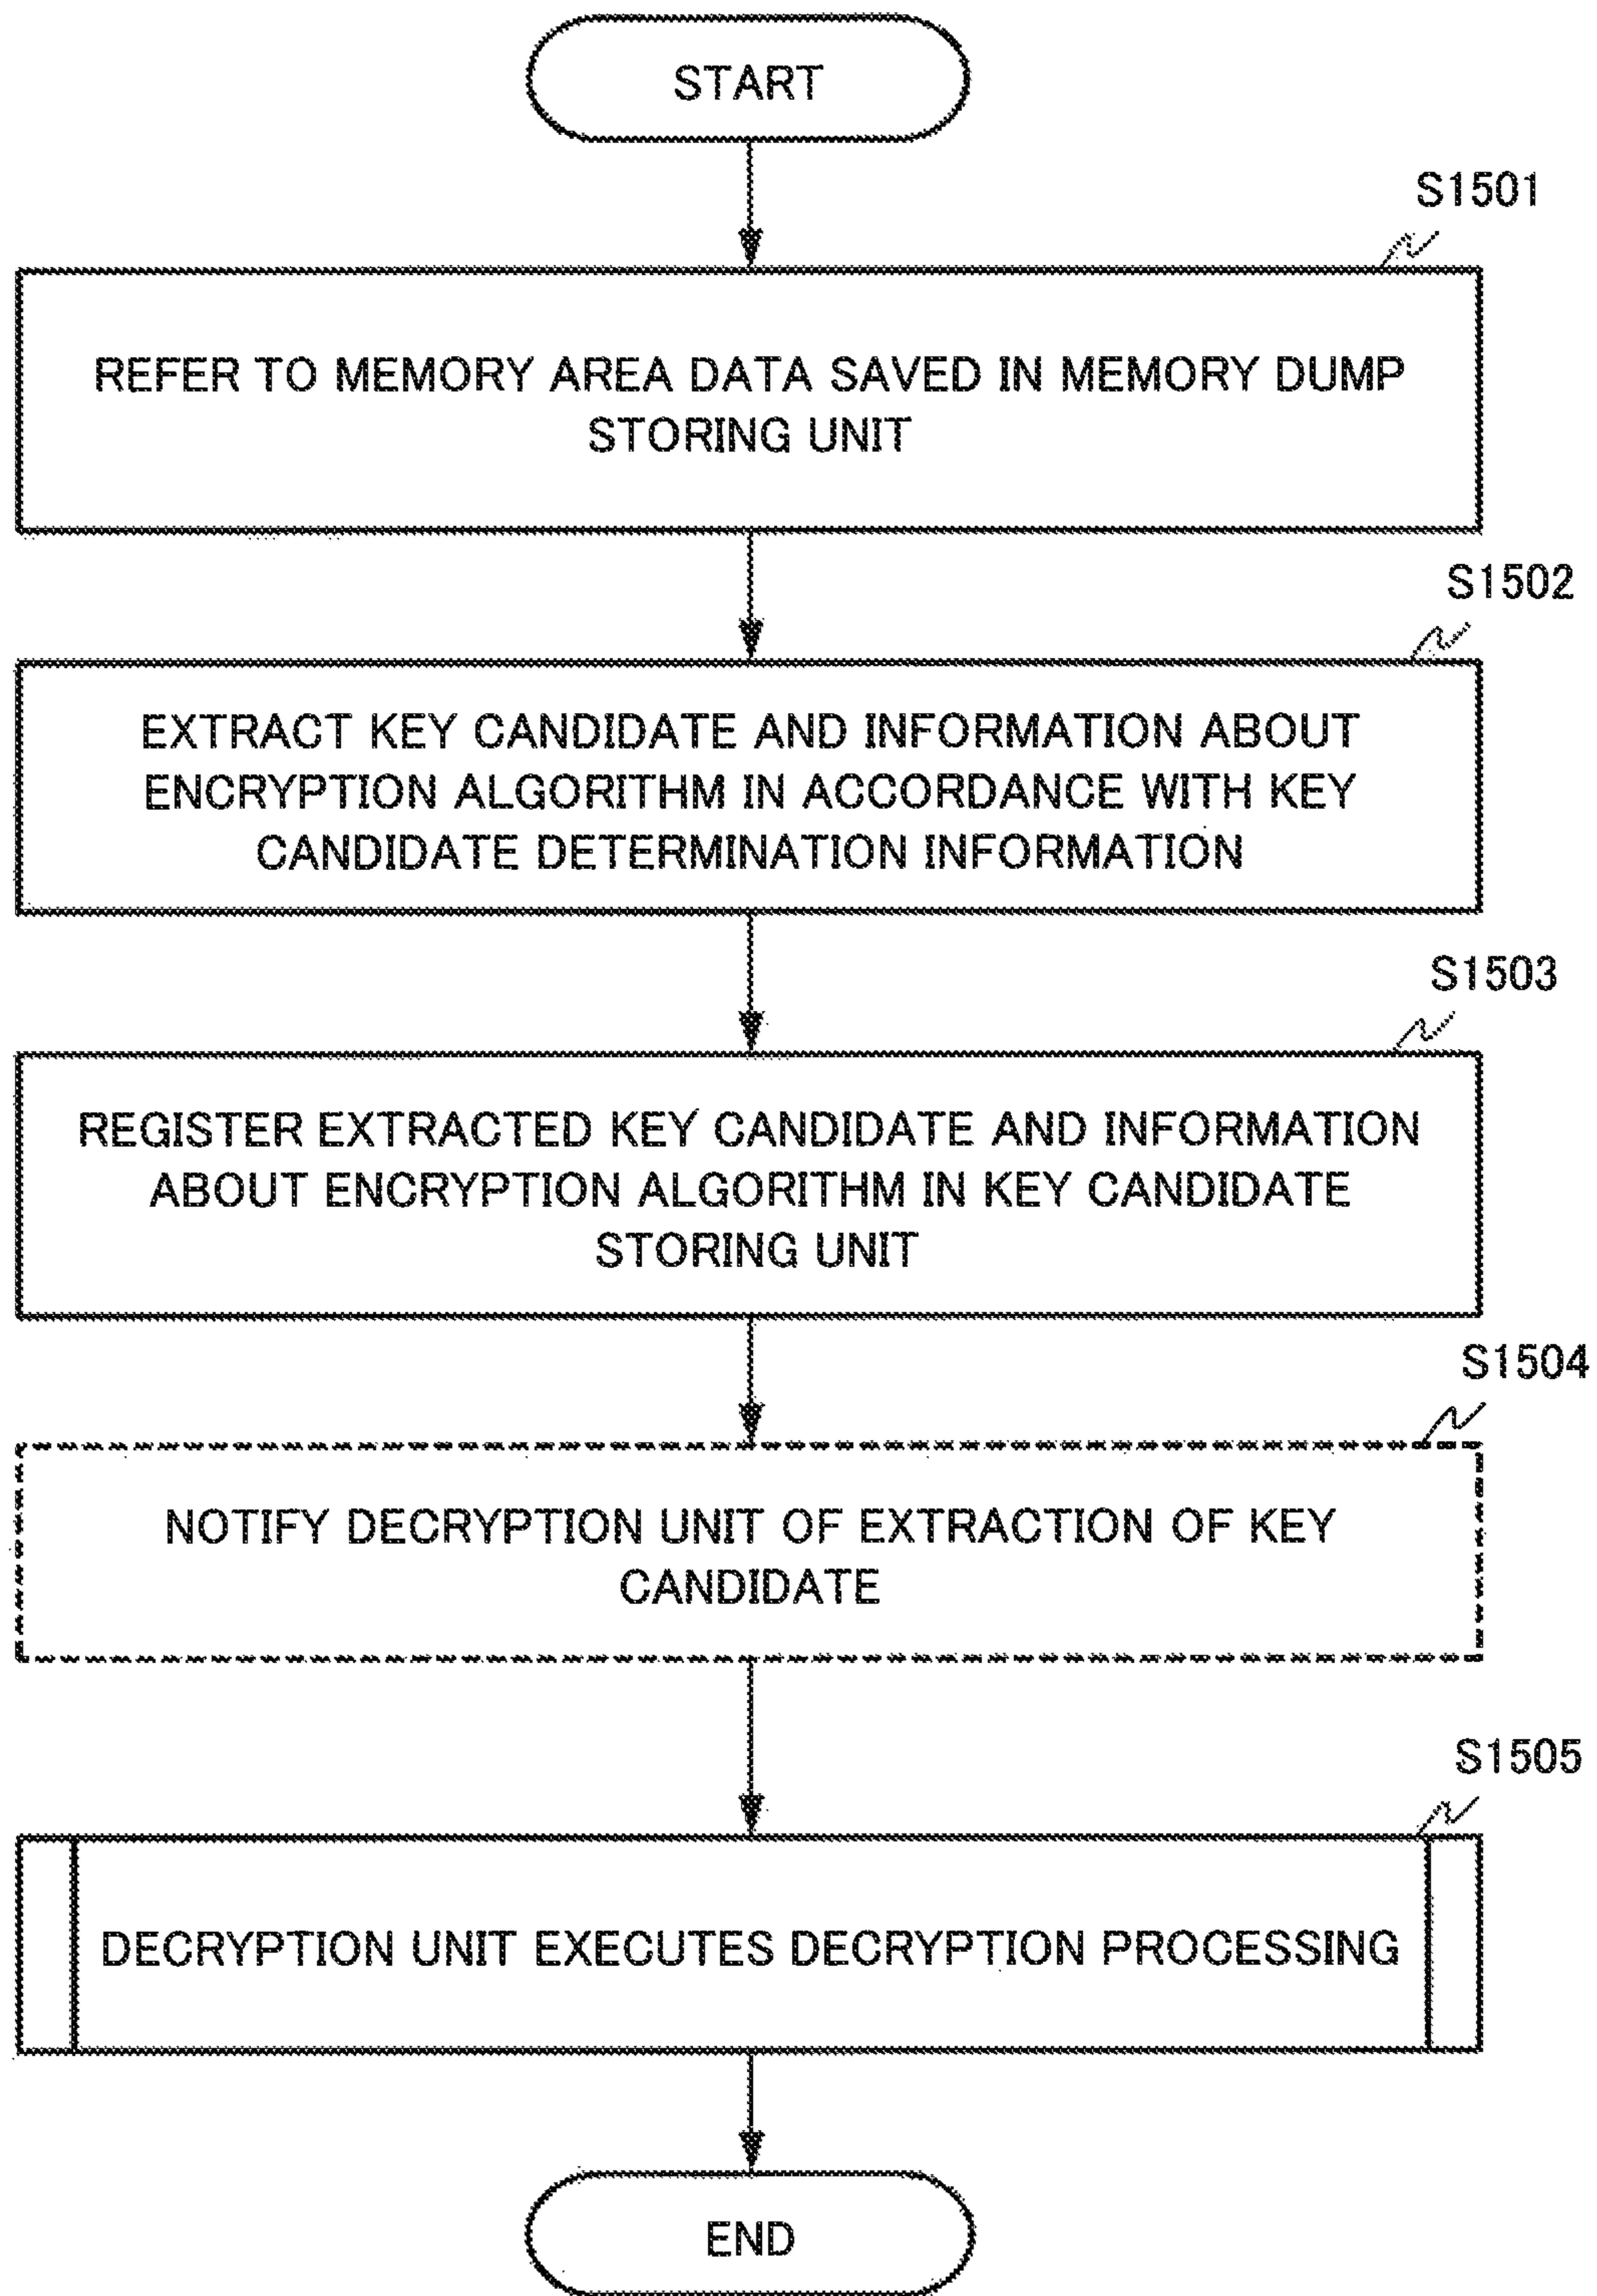 START
S1501
REFER TO MEMORY AREA DATA SAVED IN MEMORY DUMP
STORING UNIT
S1502
EXTRACT KEY CANDIDATE AND INFORMATION ABOUT
ENCRYPTION ALGORITHM IN ACCORDANCE WITH KEY
CANDIDATE DETERMINATION INFORMATION
S1503
REGISTER EXTRACTED KEY CANDIDATE AND INFORMATION
ABOUT ENCRYPTION ALGORITHM IN KEY CANDIDATE
STORING UNIT
S1504
NOTIFY DECRYPTION UNIT OF EXTRACTION OF KEY
CANDIDATE
S1505
DECRYPTION UNIT EXECUTES DECRYPTION PROCESSING
END